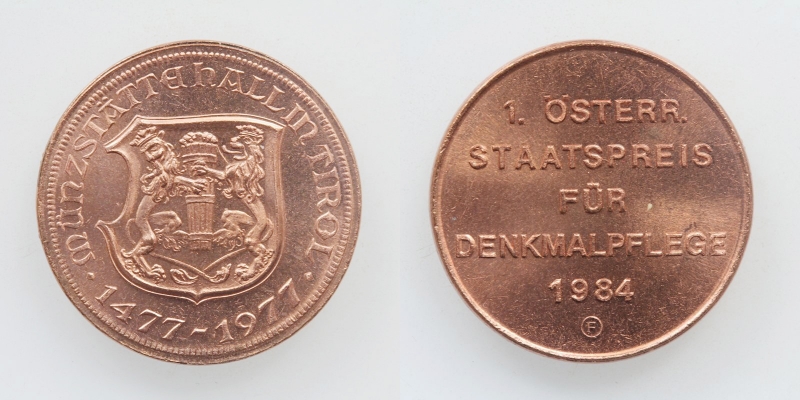 MÜNZSTÄTTE HALL IN TIROL
· 1477 - 1977 ·
1. ÖSTERR.
STAATSPREIS
FÜR
DENKMALPFLEGE
1984
F